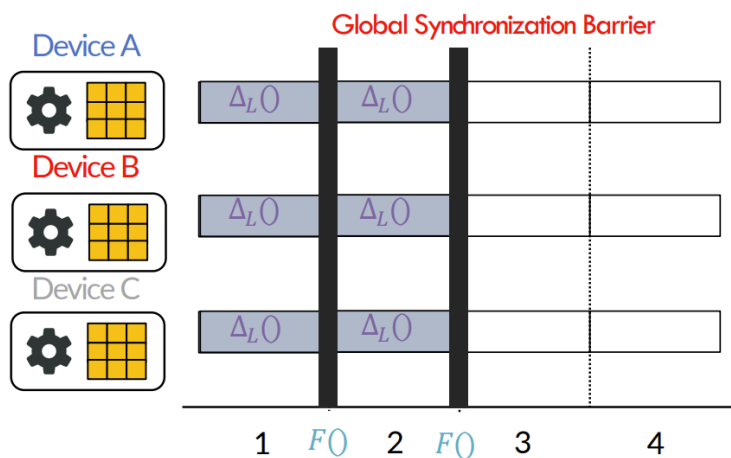 Global Synchronization Barrier
Device A
Δ_L() Δ_L()
Device B
Δ_L() Δ_L()
Device C
Δ_L() Δ_L()
1 F() 2 F() 3 4